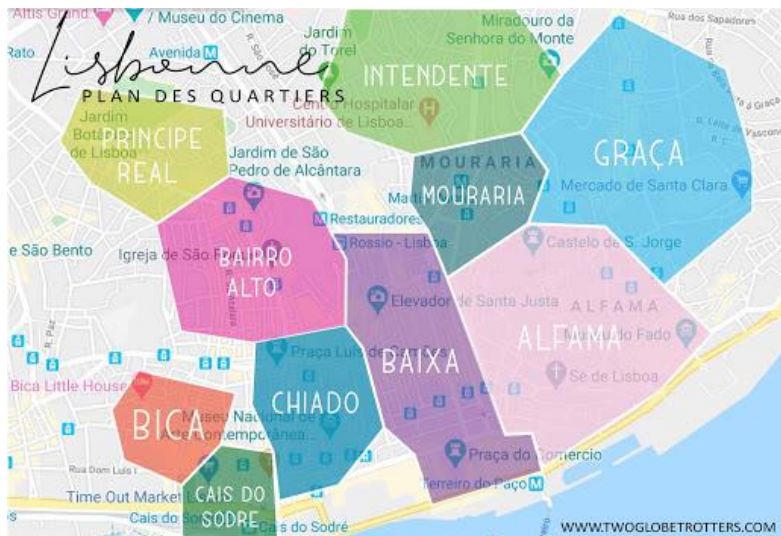 Altis Grand
/ Museu do Cinema
Jardim
do Torel
Miradouro da
Senhora do Monte
Rua dos Sapadores
Rato
Avenida
Lisbonne
PLAN DES QUARTIERS
INTENDENTE
Centro Hospitalar
Universitário de Lisboa...
Jardim
Botânico
de Lisboa
PRINCIPE
REAL
GRAÇA
Jardim de São
Pedro de Alcântara
MOURARIA
MOURARIA
Mercado de Santa Clara
Restauradores
e São Bento
Igreja de São
Rossio - Lisboa
Castelo de S. Jorge
BAIRRO
ALTO
Elevador de Santa Justa
ALFAMA
Museu do Fado
R. Paz
Praça Luís de Camões
BAIXA
ALFAMA
Sé de Lisboa
Bica Little House
CHIADO
BICA
Museu Nacional de
Arte Contemporânea...
Rua Dom Luís I
Praça do Comércio
Time Out Market
CAIS DO
SODRE
Terreiro do Paço
Cais do
Cais do Sodré
WWW.TWOGLOBETROTTERS.COM